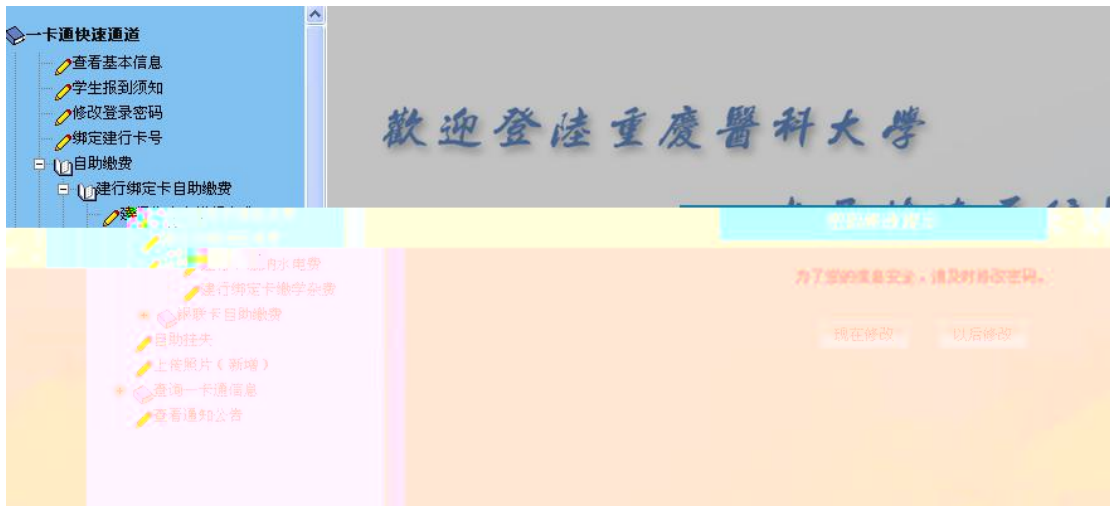 一卡通快速通道
查看基本信息
学生报到须知
修改登录密码
绑定建行卡号
自助缴费
建行绑定卡自助缴费
歡迎登陸重慶醫科大學
密码修改提示
纳水电费
建行绑定卡缴学杂费
银联卡自助缴费
自助挂失
上传照片（新增）
查询一卡通信息
查看通知公告
为了您的信息安全，请及时修改密码。
现在修改
以后修改